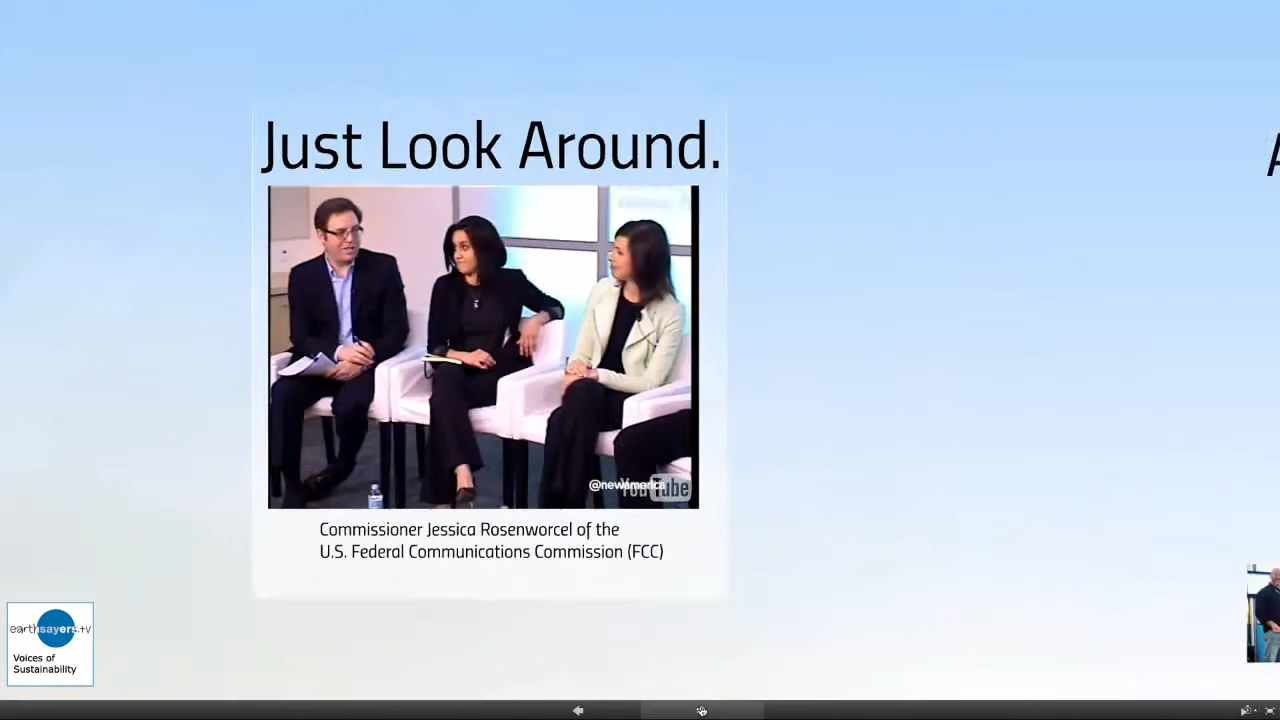 Just Look Around.
@newamerica
YouTube
Commissioner Jessica Rosenworcel of the
U.S. Federal Communications Commission (FCC)
earthsayers.tv
Voices of
Sustainability
A